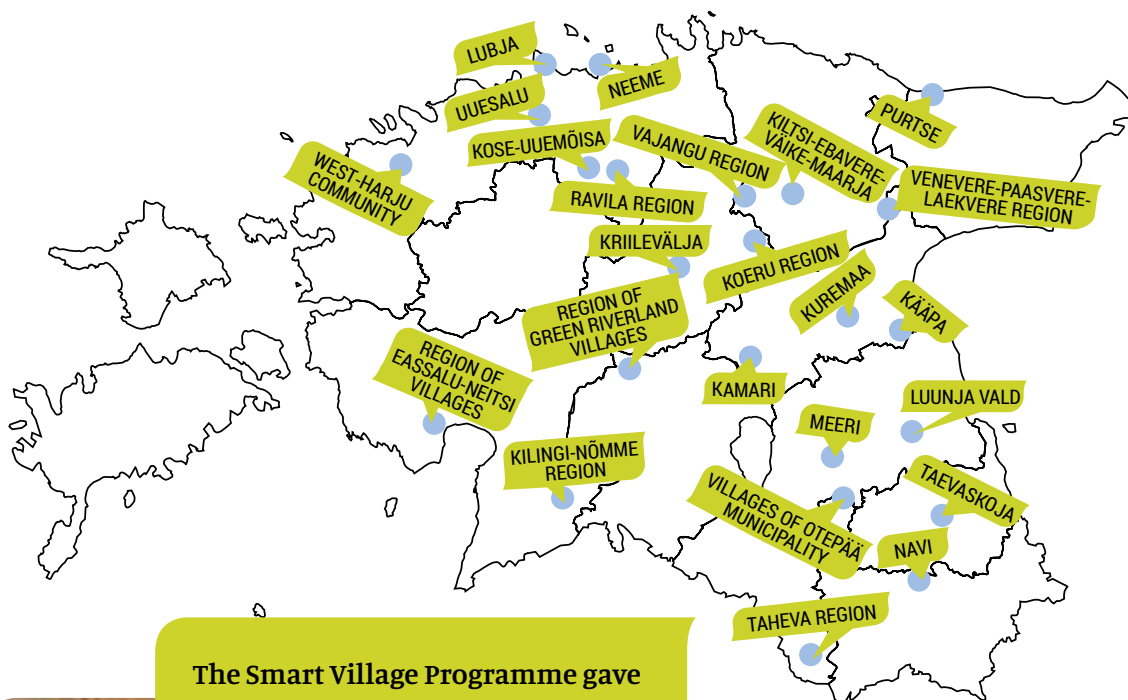 LUBJA
NEEME
UUESALU
PURTSE
KOSE-UUEMÕISA
VAJANGU REGION
KILTSI-EBAVERE-
VÄIKE-MAARJA
WEST-HARJU
COMMUNITY
RAVILA REGION
VENEVERE-PAASVERE-
LAEKVERE REGION
KRIILEVÄLJA
KOERU REGION
KUREMAA
KÄÄPA
REGION OF
GREEN RIVERLAND
VILLAGES
REGION OF
EASSALU-NEITSI
VILLAGES
KAMARI
LUUNJA VALD
MEERI
KILINGI-NÕMME
REGION
VILLAGES OF OTEPÄÄ
MUNICIPALITY
TAEVASKOJA
NAVI
TAHEVA REGION
The Smart Village Programme gave